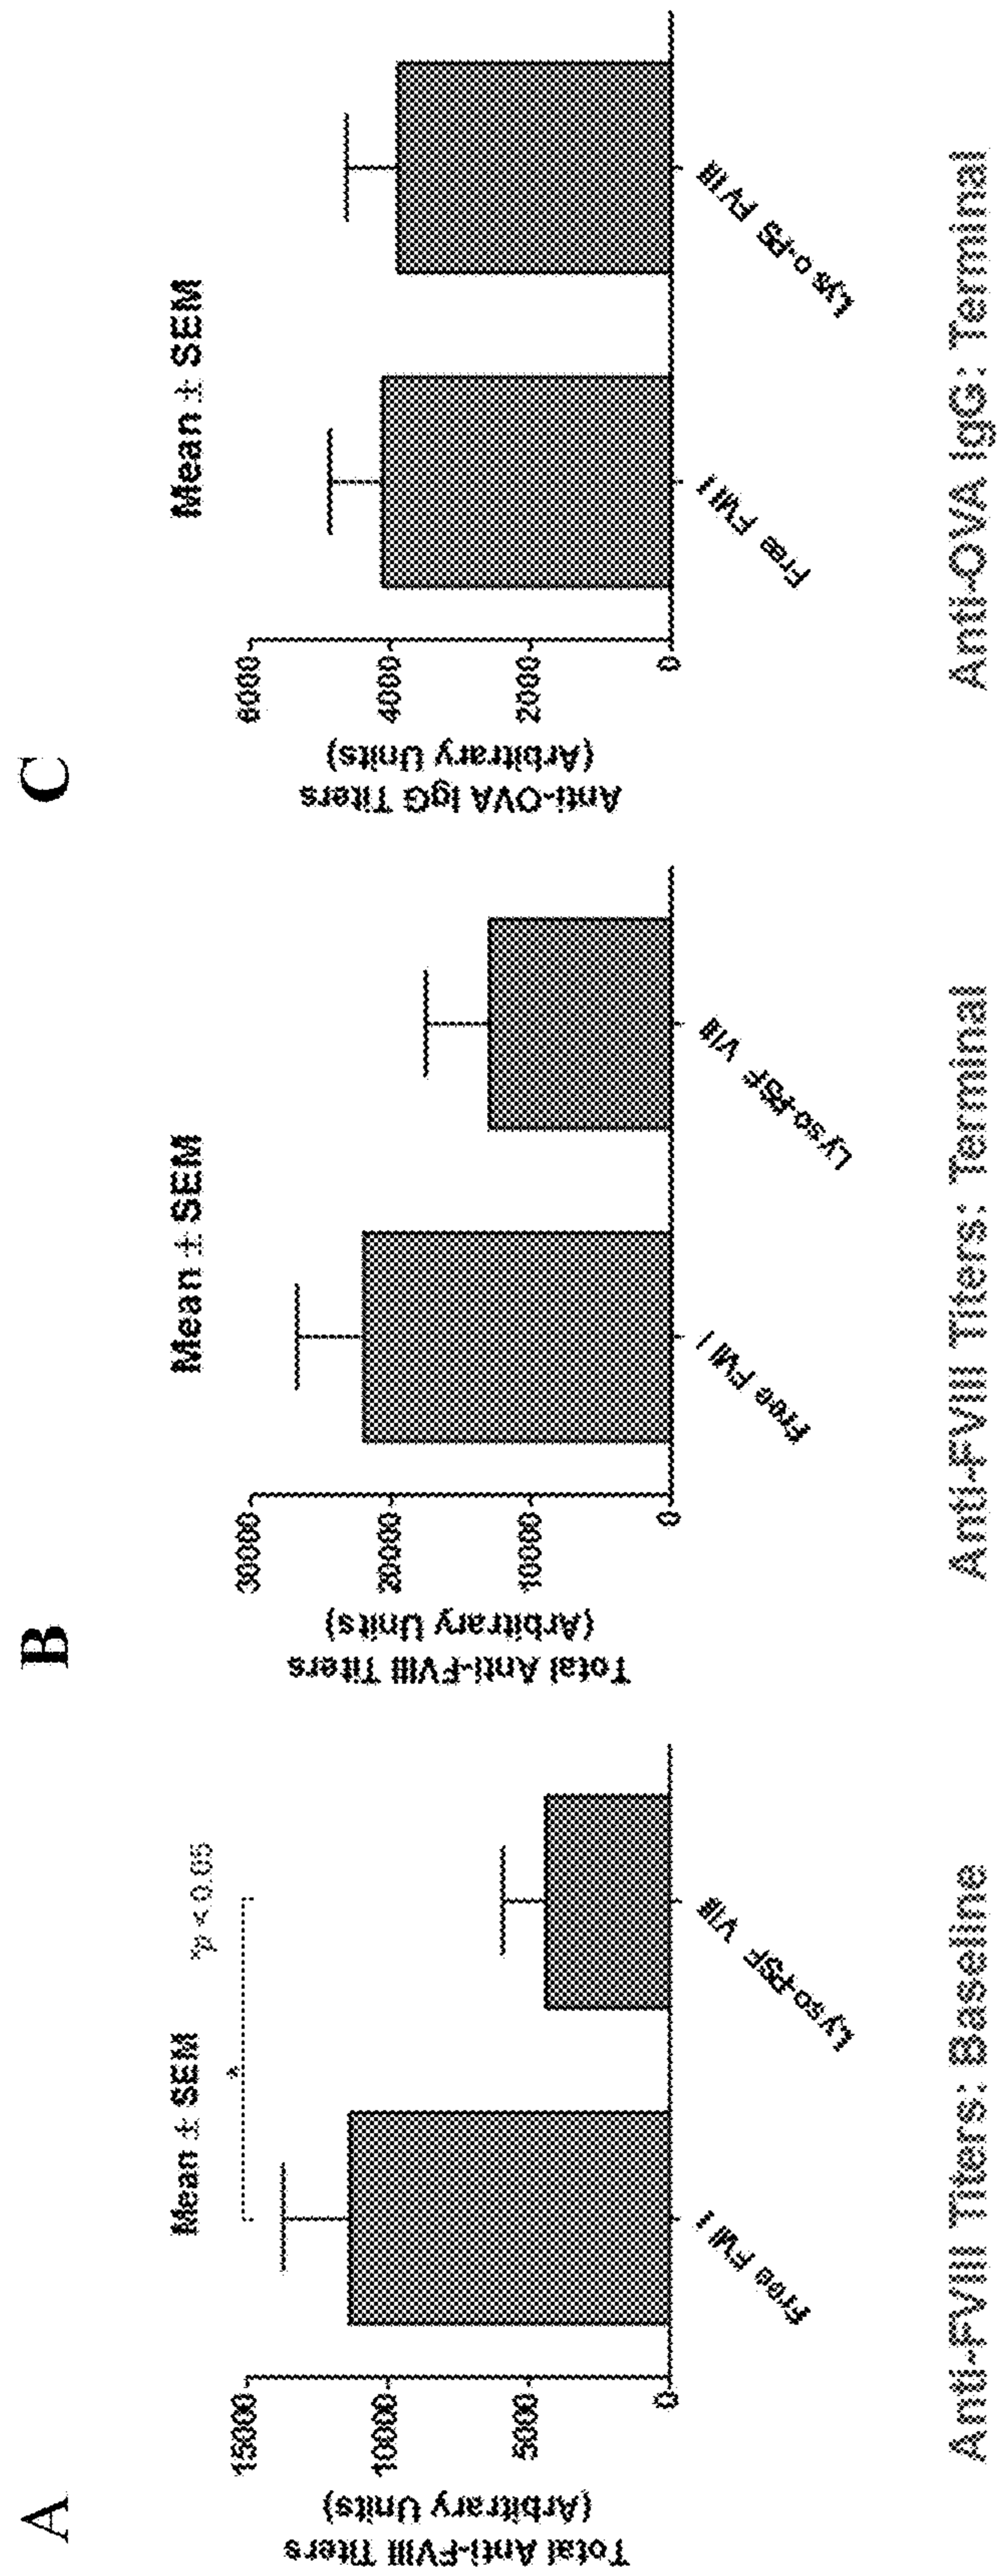 A
Mean ± SEM
*p < 0.05
*
Total Anti-FVIII Titers
(Arbitrary Units)
15000
10000
5000
0
Free FVIII
Lyso-PSF VIII
Anti-FVIII Titers: Baseline
B
Mean ± SEM
Total Anti-FVIII Titers
(Arbitrary Units)
30000
20000
10000
0
Free FVIII
Lyso-PSF VIII
Anti-FVIII Titers: Terminal
C
Mean ± SEM
Anti-OVA IgG Titers
(Arbitrary Units)
6000
4000
2000
0
Free FVIII
Lyso-PS FVIII
Anti-OVA IgG: Terminal